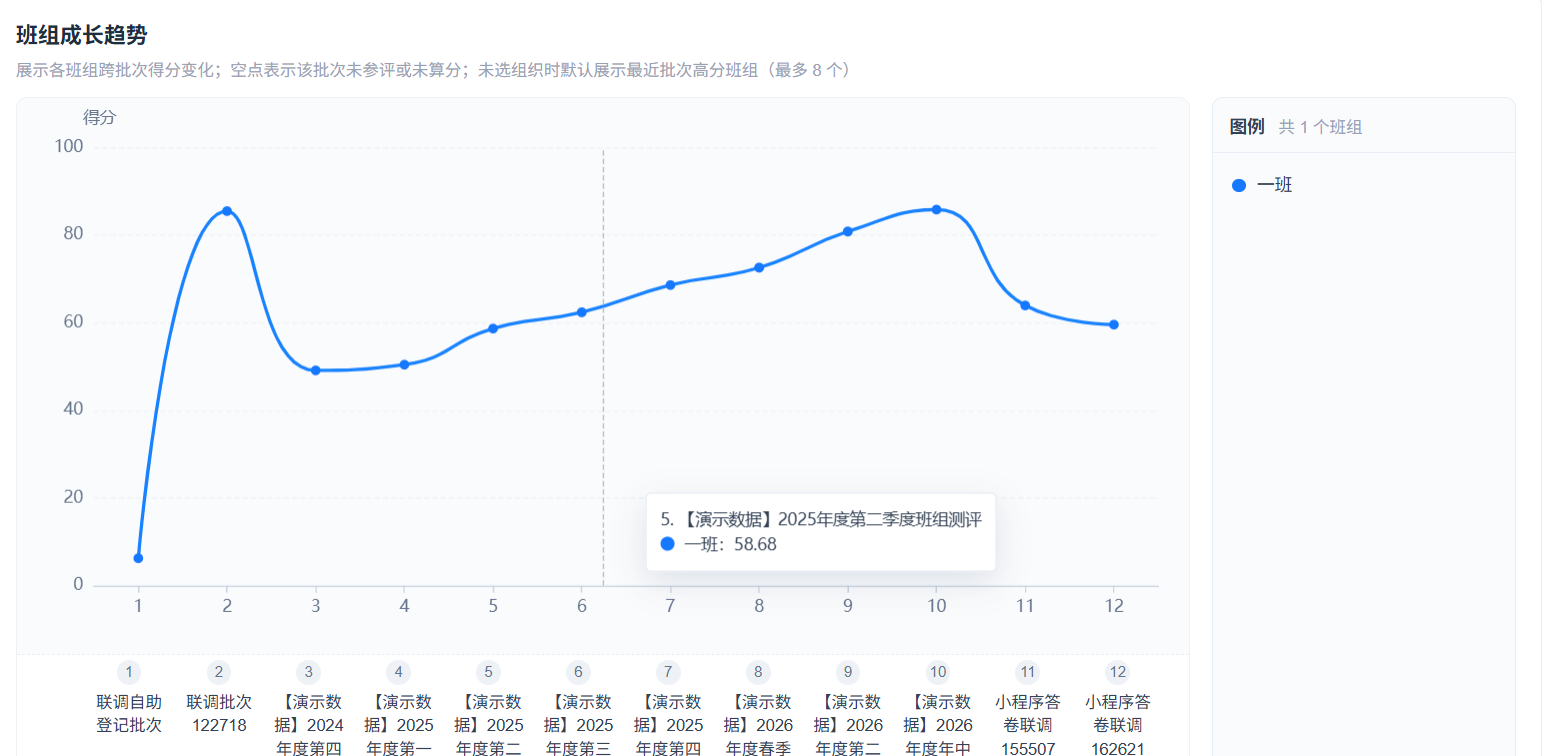 班组成长趋势
展示各班组跨批次得分变化；空点表示该批次未参评或未算分；未选组织时默认展示最近批次高分班组（最多 8 个）
得分
100
80
60
40
20
0
1 2 3 4 5 6 7 8 9 10 11 12
5. 【演示数据】2025年度第二季度班组测评
一班：58.68
图例 共 1 个班组
一班
1
联调自助
登记批次
2
联调批次
122718
3
【演示数
据】2024
年度第四
4
【演示数
据】2025
年度第一
5
【演示数
据】2025
年度第二
6
【演示数
据】2025
年度第三
7
【演示数
据】2025
年度第四
8
【演示数
据】2026
年度春季
9
【演示数
据】2026
年度第二
10
【演示数
据】2026
年度年中
11
小程序答
卷联调
155507
12
小程序答
卷联调
162621